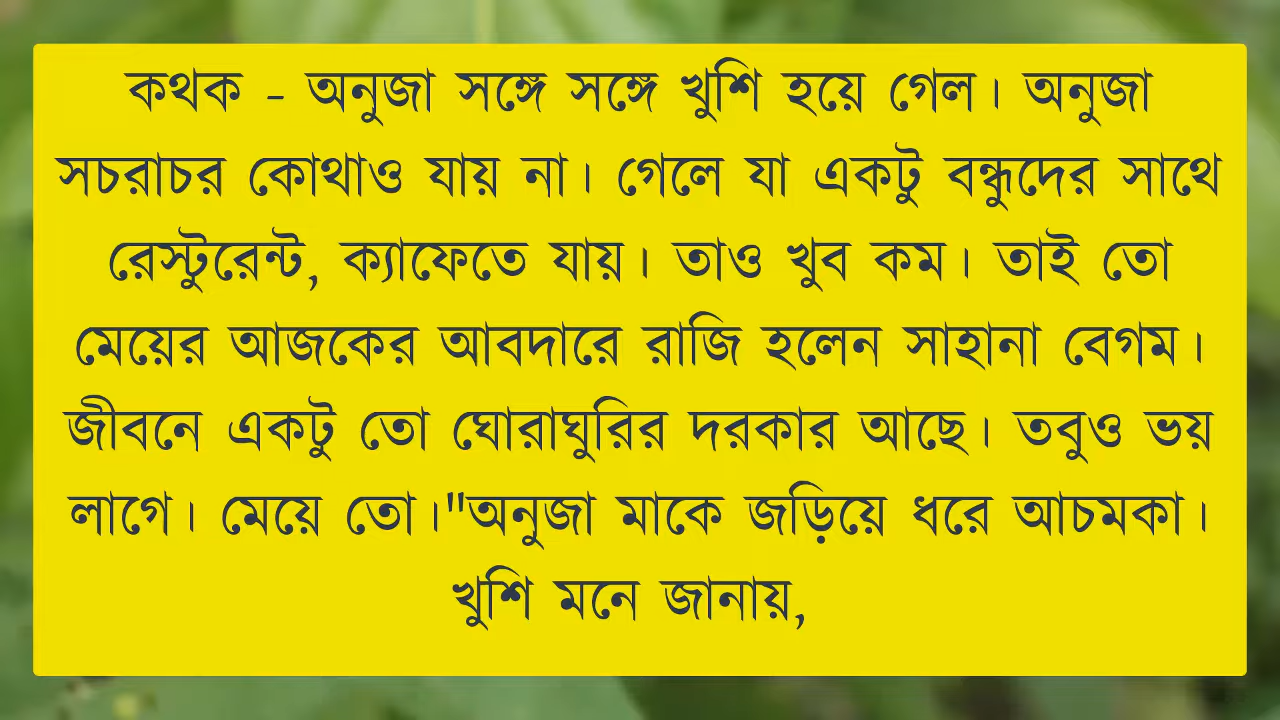 কথক - অনুজা সঙ্গে সঙ্গে খুশি হয়ে গেল। অনুজা
সচরাচর কোথাও যায় না। গেলে যা একটু বন্ধুদের সাথে
রেস্টুরেন্ট, ক্যাফেতে যায়। তাও খুব কম। তাই তো
মেয়ের আজকের আবদারে রাজি হলেন সাহানা বেগম।
জীবনে একটু তো ঘোরাঘুরির দরকার আছে। তবুও ভয়
লাগে। মেয়ে তো।"অনুজা মাকে জড়িয়ে ধরে আচমকা।
খুশি মনে জানায়,